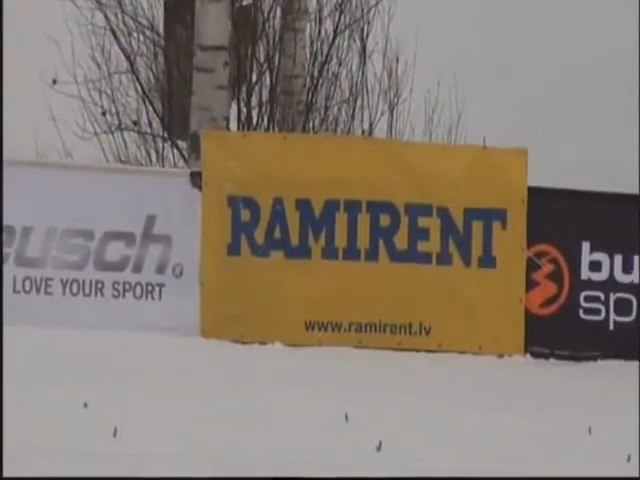 eusch
LOVE YOUR SPORT
RAMIRENT
www.ramirent.lv
bu
sp